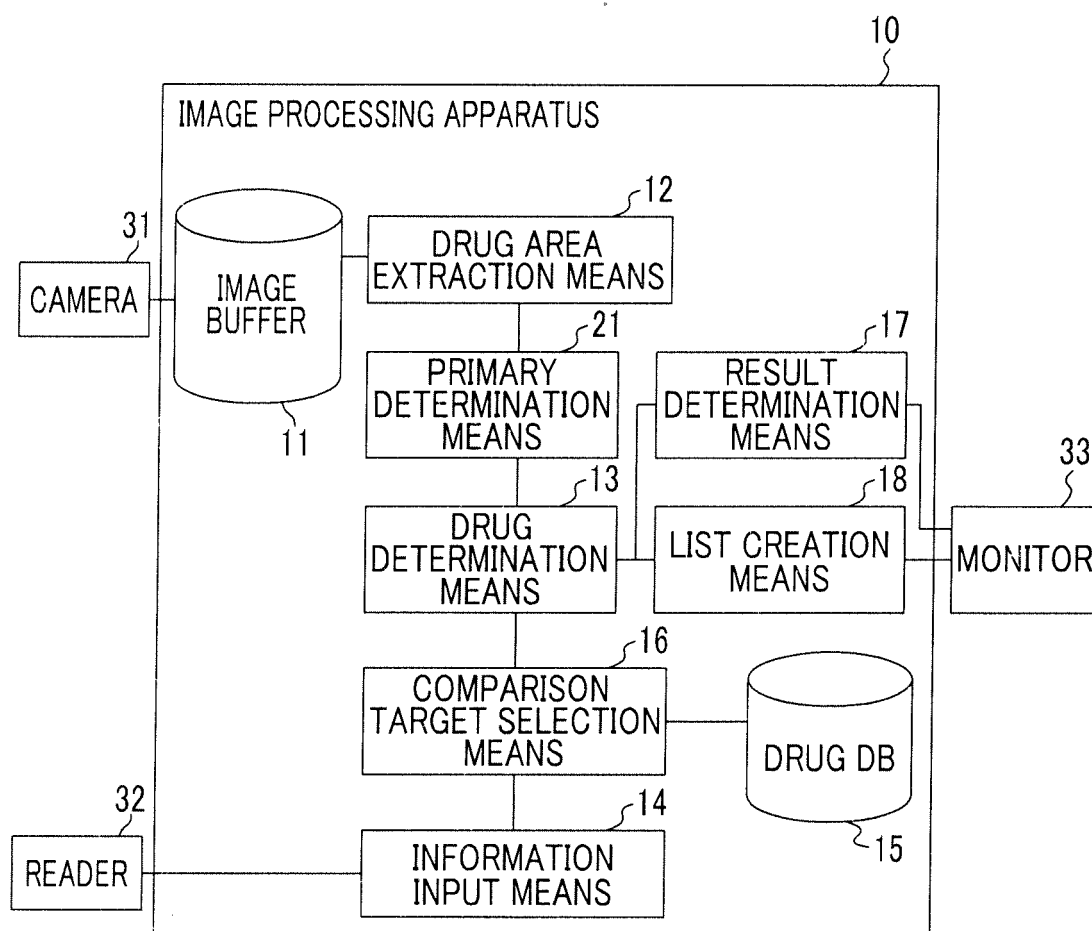 10
IMAGE PROCESSING APPARATUS
12
31
DRUG AREA
EXTRACTION MEANS
CAMERA
IMAGE
BUFFER
21
17
PRIMARY
DETERMINATION
MEANS
RESULT
DETERMINATION
MEANS
11
13
18
33
DRUG
DETERMINATION
MEANS
LIST CREATION
MEANS
MONITOR
16
COMPARISON
TARGET SELECTION
MEANS
DRUG DB
32
14
15
READER
INFORMATION
INPUT MEANS